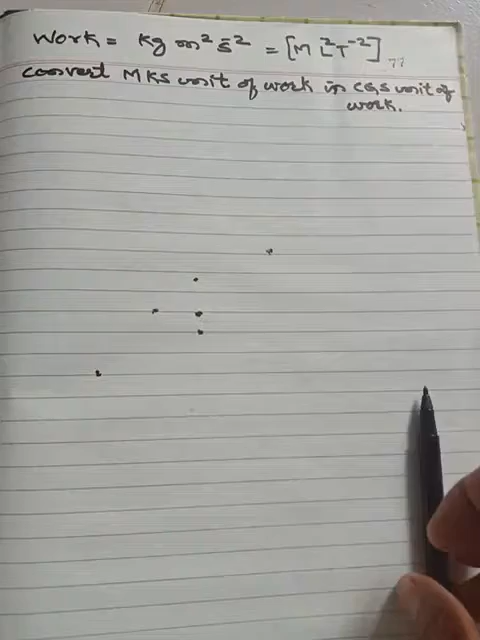 Work = Kg m² s̄² = [M L² T⁻²]
convert MKS unit of work in CGS unit of
work.